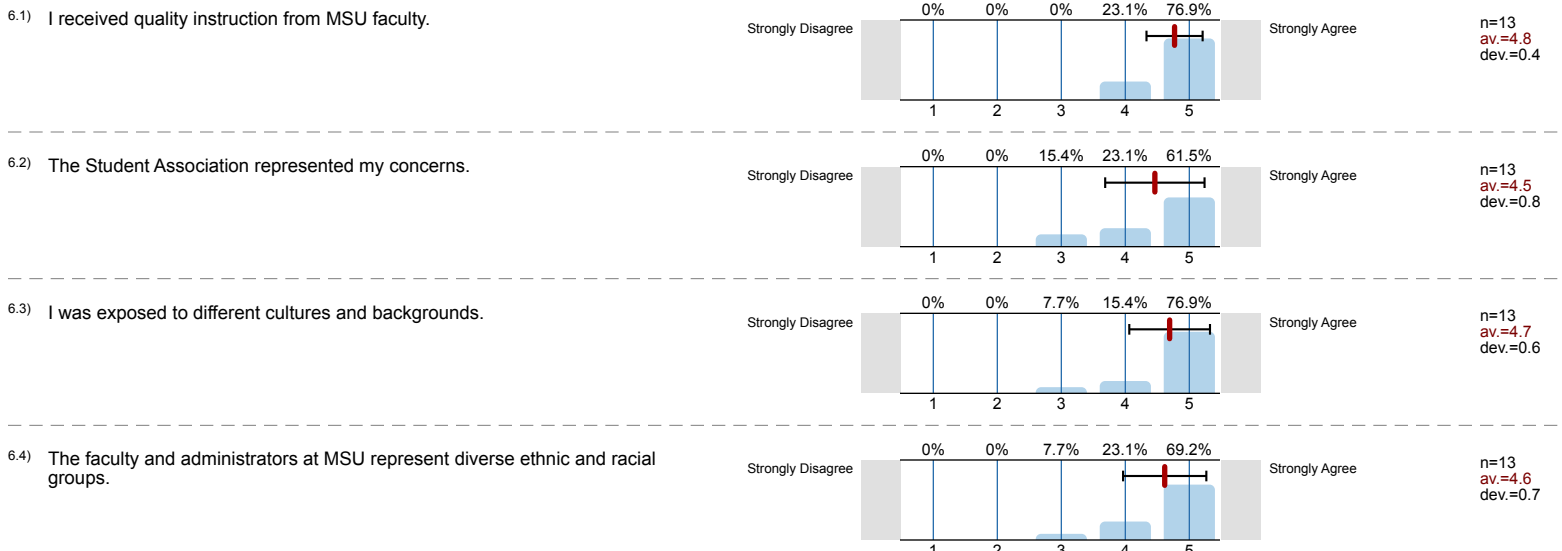 6.1) I received quality instruction from MSU faculty.
0% 0% 0% 23.1% 76.9%
Strongly Disagree Strongly Agree
n=13
av.=4.8
dev.=0.4
1 2 3 4 5
6.2) The Student Association represented my concerns.
0% 0% 15.4% 23.1% 61.5%
Strongly Disagree Strongly Agree
n=13
av.=4.5
dev.=0.8
1 2 3 4 5
6.3) I was exposed to different cultures and backgrounds.
0% 0% 7.7% 15.4% 76.9%
Strongly Disagree Strongly Agree
n=13
av.=4.7
dev.=0.6
1 2 3 4 5
6.4) The faculty and administrators at MSU represent diverse ethnic and racial
groups.
0% 0% 7.7% 23.1% 69.2%
Strongly Disagree Strongly Agree
n=13
av.=4.6
dev.=0.7
1 2 3 4 5